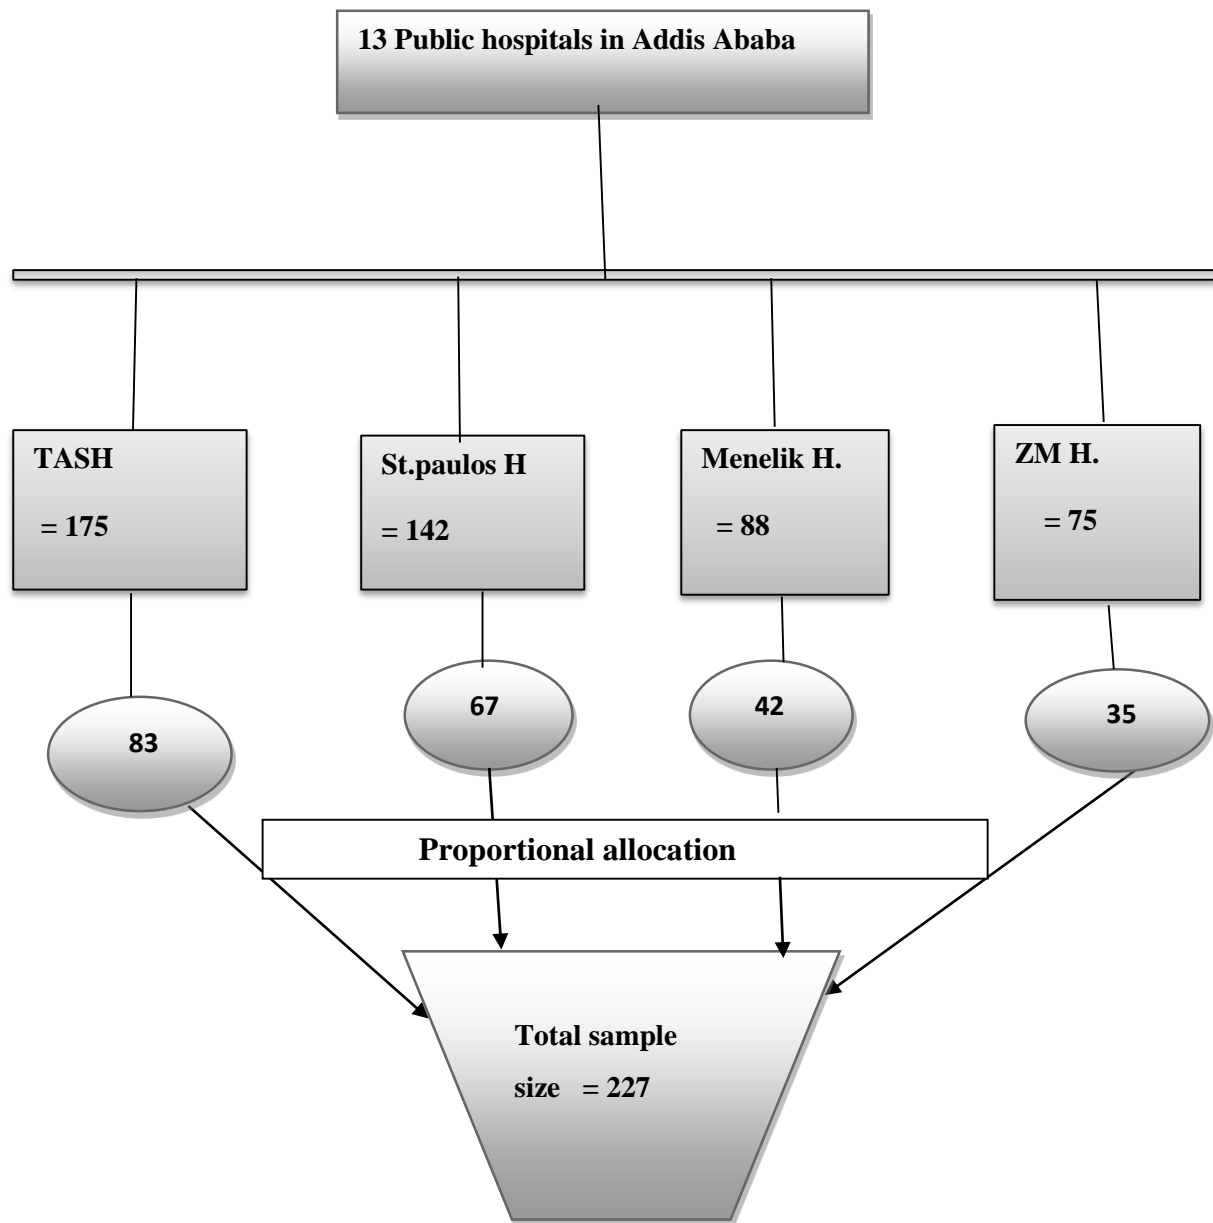 13 Public hospitals in Addis Ababa
TASH
= 175
St.paulos H
= 142
Menelik H.
= 88
ZM H.
= 75
83
67
42
35
Proportional allocation
Total sample
size = 227